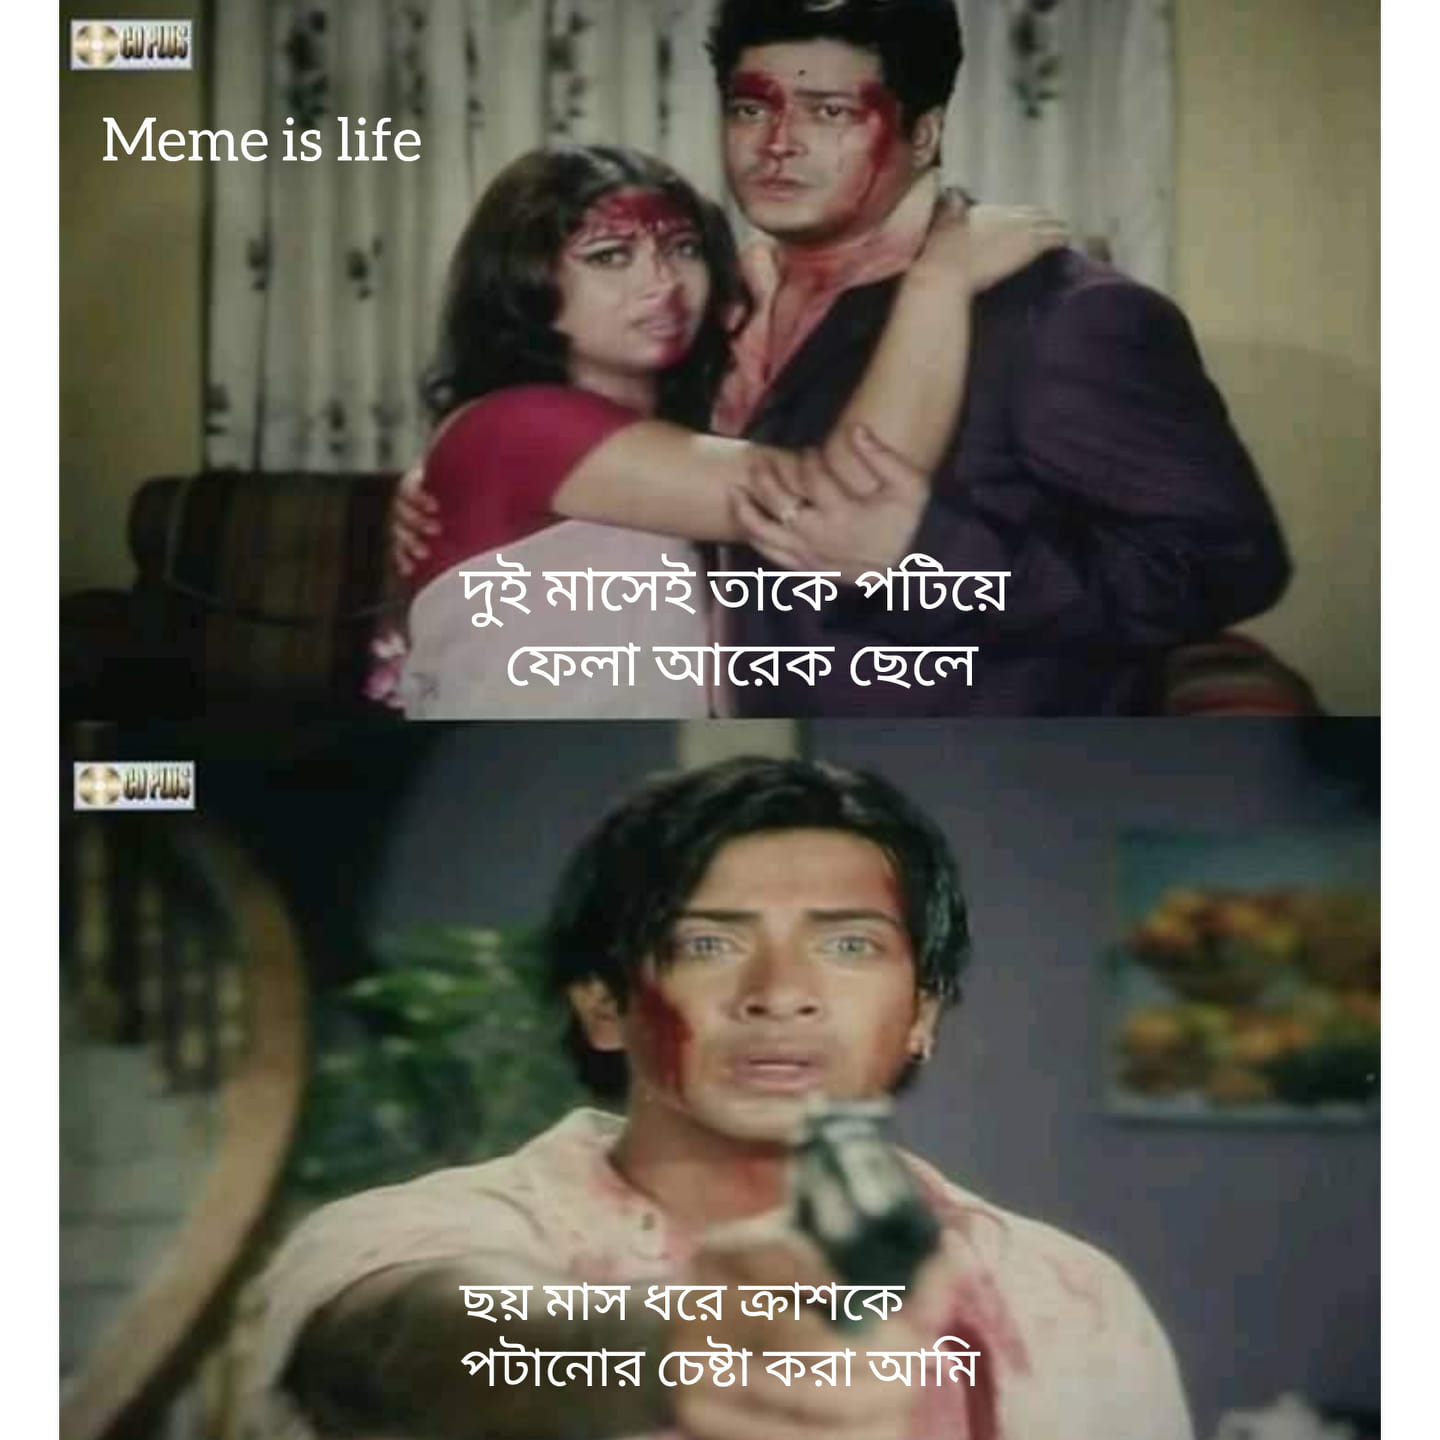 CD PLUS
Meme is life
দুই মাসেই তাকে পটিয়ে
ফেলা আরেক ছেলে
CD PLUS
ছয় মাস ধরে ক্রাশকে
পটানোর চেষ্টা করা আমি